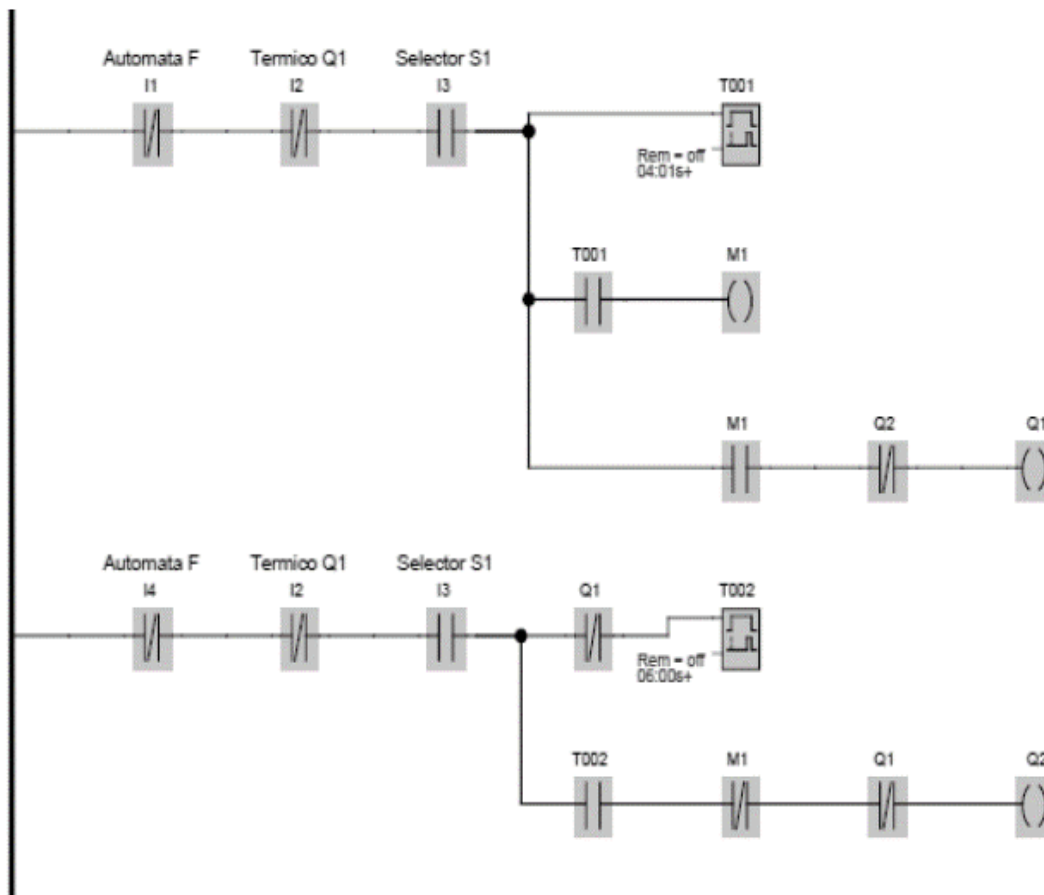 Automata F Termico Q1 Selector S1
I1 I2 I3 T001
Rem = off
04:01s+
T001 M1
M1 Q2 Q1
Automata F Termico Q1 Selector S1
I4 I2 I3 Q1 T002
Rem = off
06:00s+
T002 M1 Q1 Q2